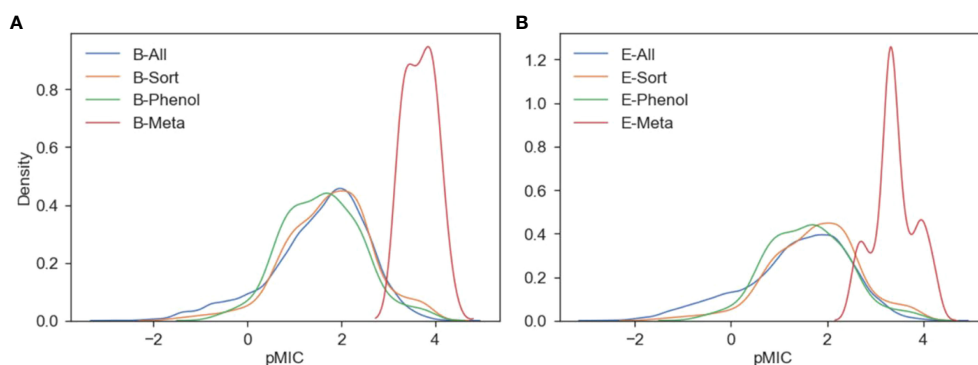 A
B-All
B-Sort
B-Phenol
B-Meta
Density
0.8
0.6
0.4
0.2
0.0
−2
0
2
4
pMIC
B
E-All
E-Sort
E-Phenol
E-Meta
1.2
1.0
0.8
0.6
0.4
0.2
0.0
−2
0
2
4
pMIC